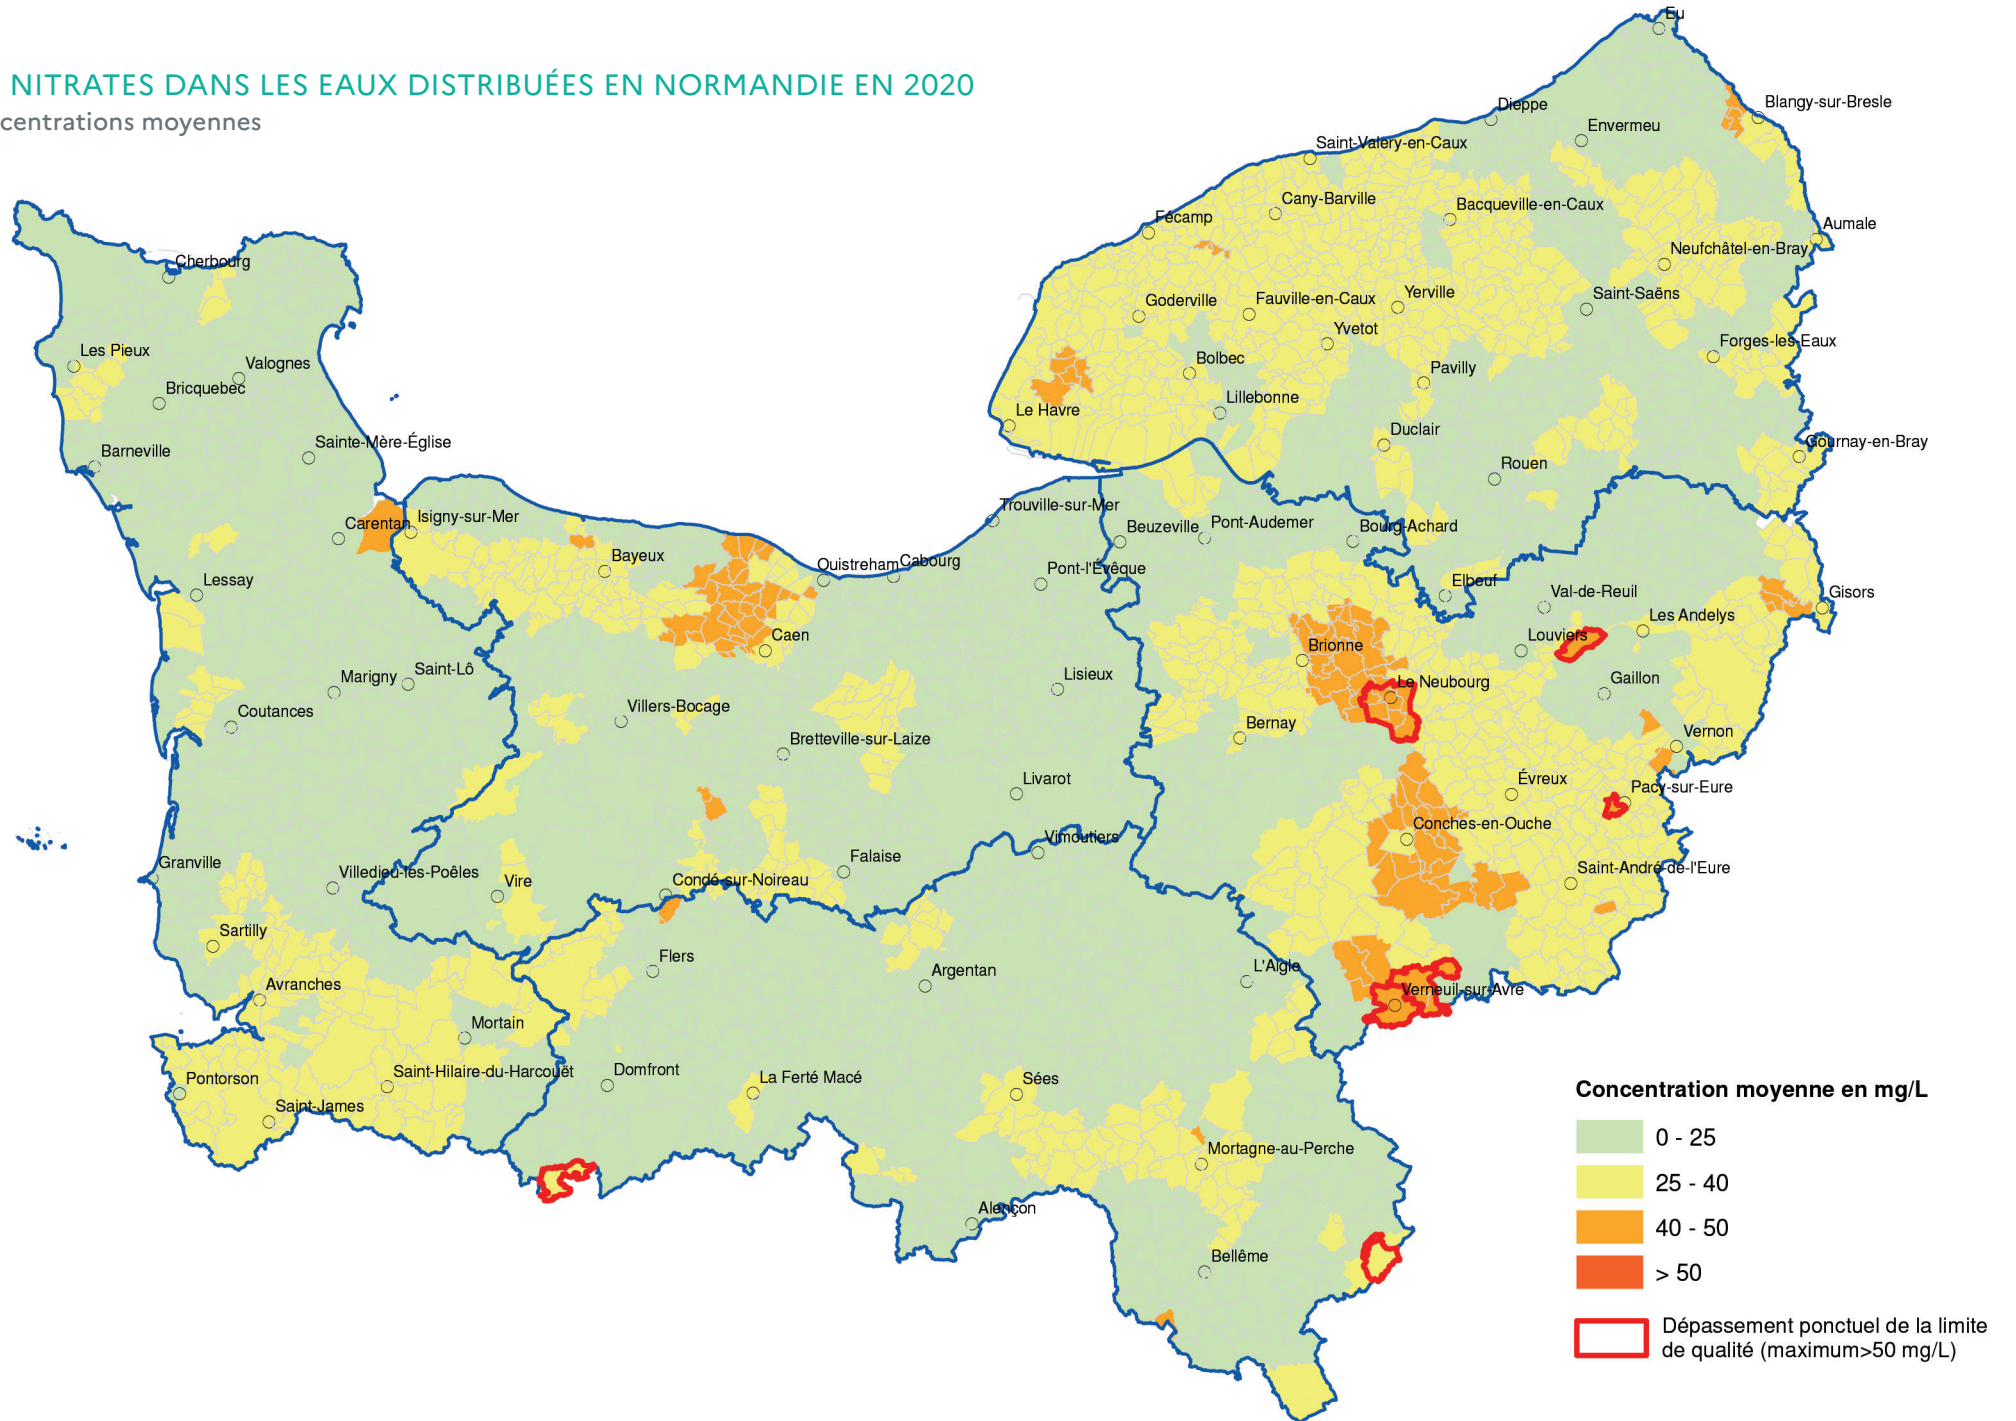 NITRATES DANS LES EAUX DISTRIBUÉES EN NORMANDIE EN 2020
centrations moyennes
Eu
Dieppe
Blangy-sur-Bresle
Envermeu
Saint-Valery-en-Caux
Cany-Barville
Bacqueville-en-Caux
Fécamp
Aumale
Neufchâtel-en-Bray
Cherbourg
Goderville
Fauville-en-Caux
Yerville
Saint-Saëns
Yvetot
Forges-les-Eaux
Les Pieux
Valognes
Bolbec
Pavilly
Bricquebec
Lillebonne
Le Havre
Duclair
Sainte-Mère-Église
Gournay-en-Bray
Barneville
Rouen
Trouville-sur-Mer
Carentan
Isigny-sur-Mer
Beuzeville
Pont-Audemer
Bourg-Achard
Bayeux
Ouistreham
Cabourg
Pont-l'Évêque
Lessay
Elbeuf
Val-de-Reuil
Gisors
Les Andelys
Caen
Louviers
Brionne
Marigny
Saint-Lô
Lisieux
Le Neubourg
Gaillon
Coutances
Villers-Bocage
Bernay
Vernon
Bretteville-sur-Laize
Livarot
Évreux
Pacy-sur-Eure
Conches-en-Ouche
Vimoutiers
Granville
Falaise
Villedieu-les-Poêles
Vire
Condé-sur-Noireau
Saint-André-de-l'Eure
Sartilly
Flers
Argentan
L'Aigle
Avranches
Verneuil-sur-Avre
Mortain
Pontorson
Saint-Hilaire-du-Harcouët
Domfront
La Ferté Macé
Sées
Saint-James
Mortagne-au-Perche
Alençon
Bellême
Concentration moyenne en mg/L
0 - 25
25 - 40
40 - 50
> 50
Dépassement ponctuel de la limite
de qualité (maximum>50 mg/L)